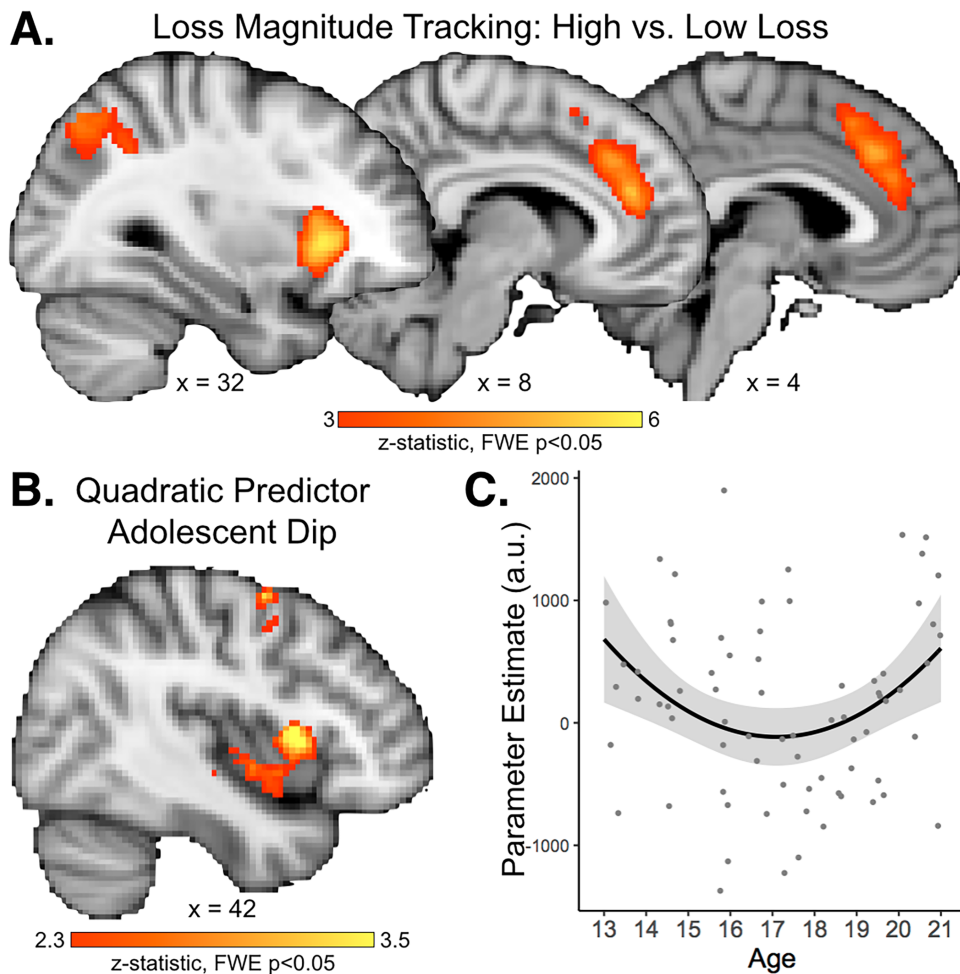 A. Loss Magnitude Tracking: High vs. Low Loss
x = 32 x = 8 x = 4
3 6
z-statistic, FWE p<0.05
B. Quadratic Predictor
Adolescent Dip
x = 42
2.3 3.5
z-statistic, FWE p<0.05
C.
Parameter Estimate (a.u.)
2000
1000
0
-1000
13 14 15 16 17 18 19 20 21
Age